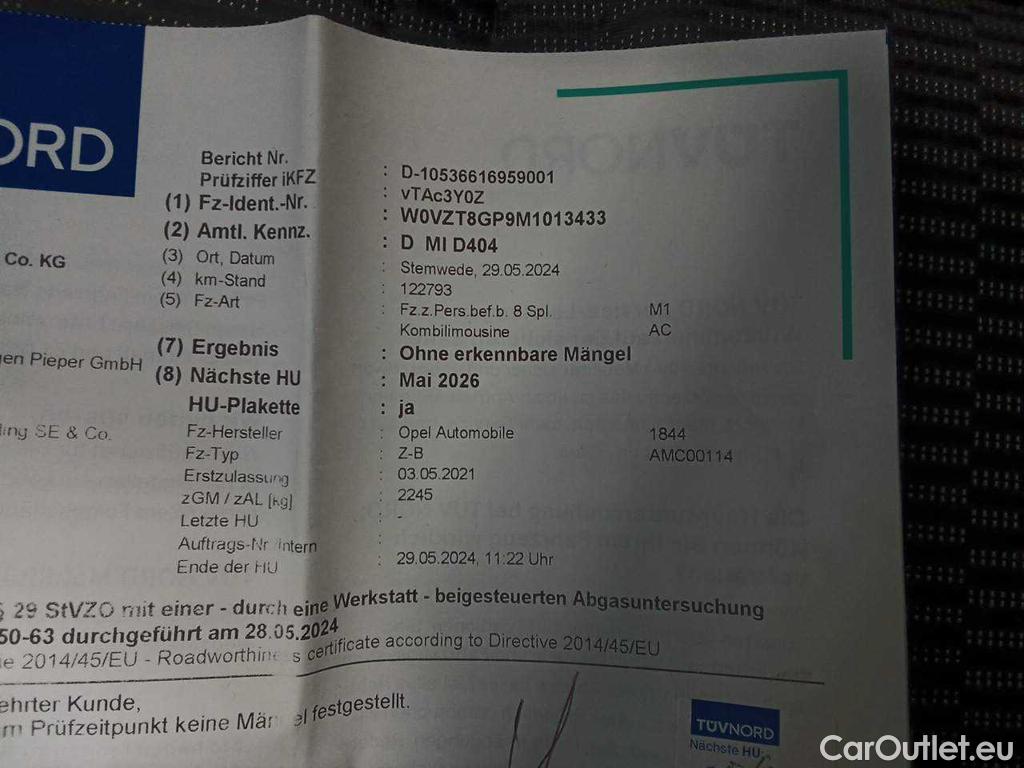 ORD
Bericht Nr. : D-10536616959001
Prüfziffer iKFZ : vTAc3Y0Z
(1) Fz-Ident.-Nr. : W0VZT8GP9M1013433
(2) Amtl. Kennz. : D MI D404
Co. KG
(3) Ort, Datum : Stemwede, 29.05.2024
(4) km-Stand : 122793
(5) Fz-Art : Fz.z.Pers.bef.b. 8 Spl. M1
Kombilimousine AC
(7) Ergebnis : Ohne erkennbare Mängel
en Pieper GmbH
(8) Nächste HU : Mai 2026
HU-Plakette : ja
ing SE & Co.
Fz-Hersteller : Opel Automobile 1844
Fz-Typ : Z-B AMC00114
Erstzulassung : 03.05.2021
zGM / zAL [kg] : 2245
Letzte HU : -
Auftrags-Nr intern :
Ende der HU : 29.05.2024, 11:22 Uhr
§ 29 StVZO mit einer - durch eine Werkstatt - beigesteuerten Abgasuntersuchung
50-63 durchgeführt am 28.05.2024
e 2014/45/EU - Roadworthiness certificate according to Directive 2014/45/EU
ehrter Kunde,
m Prüfzeitpunkt keine Mängel festgestellt.
TÜVNORD
Nächste HU:
CarOutlet.eu